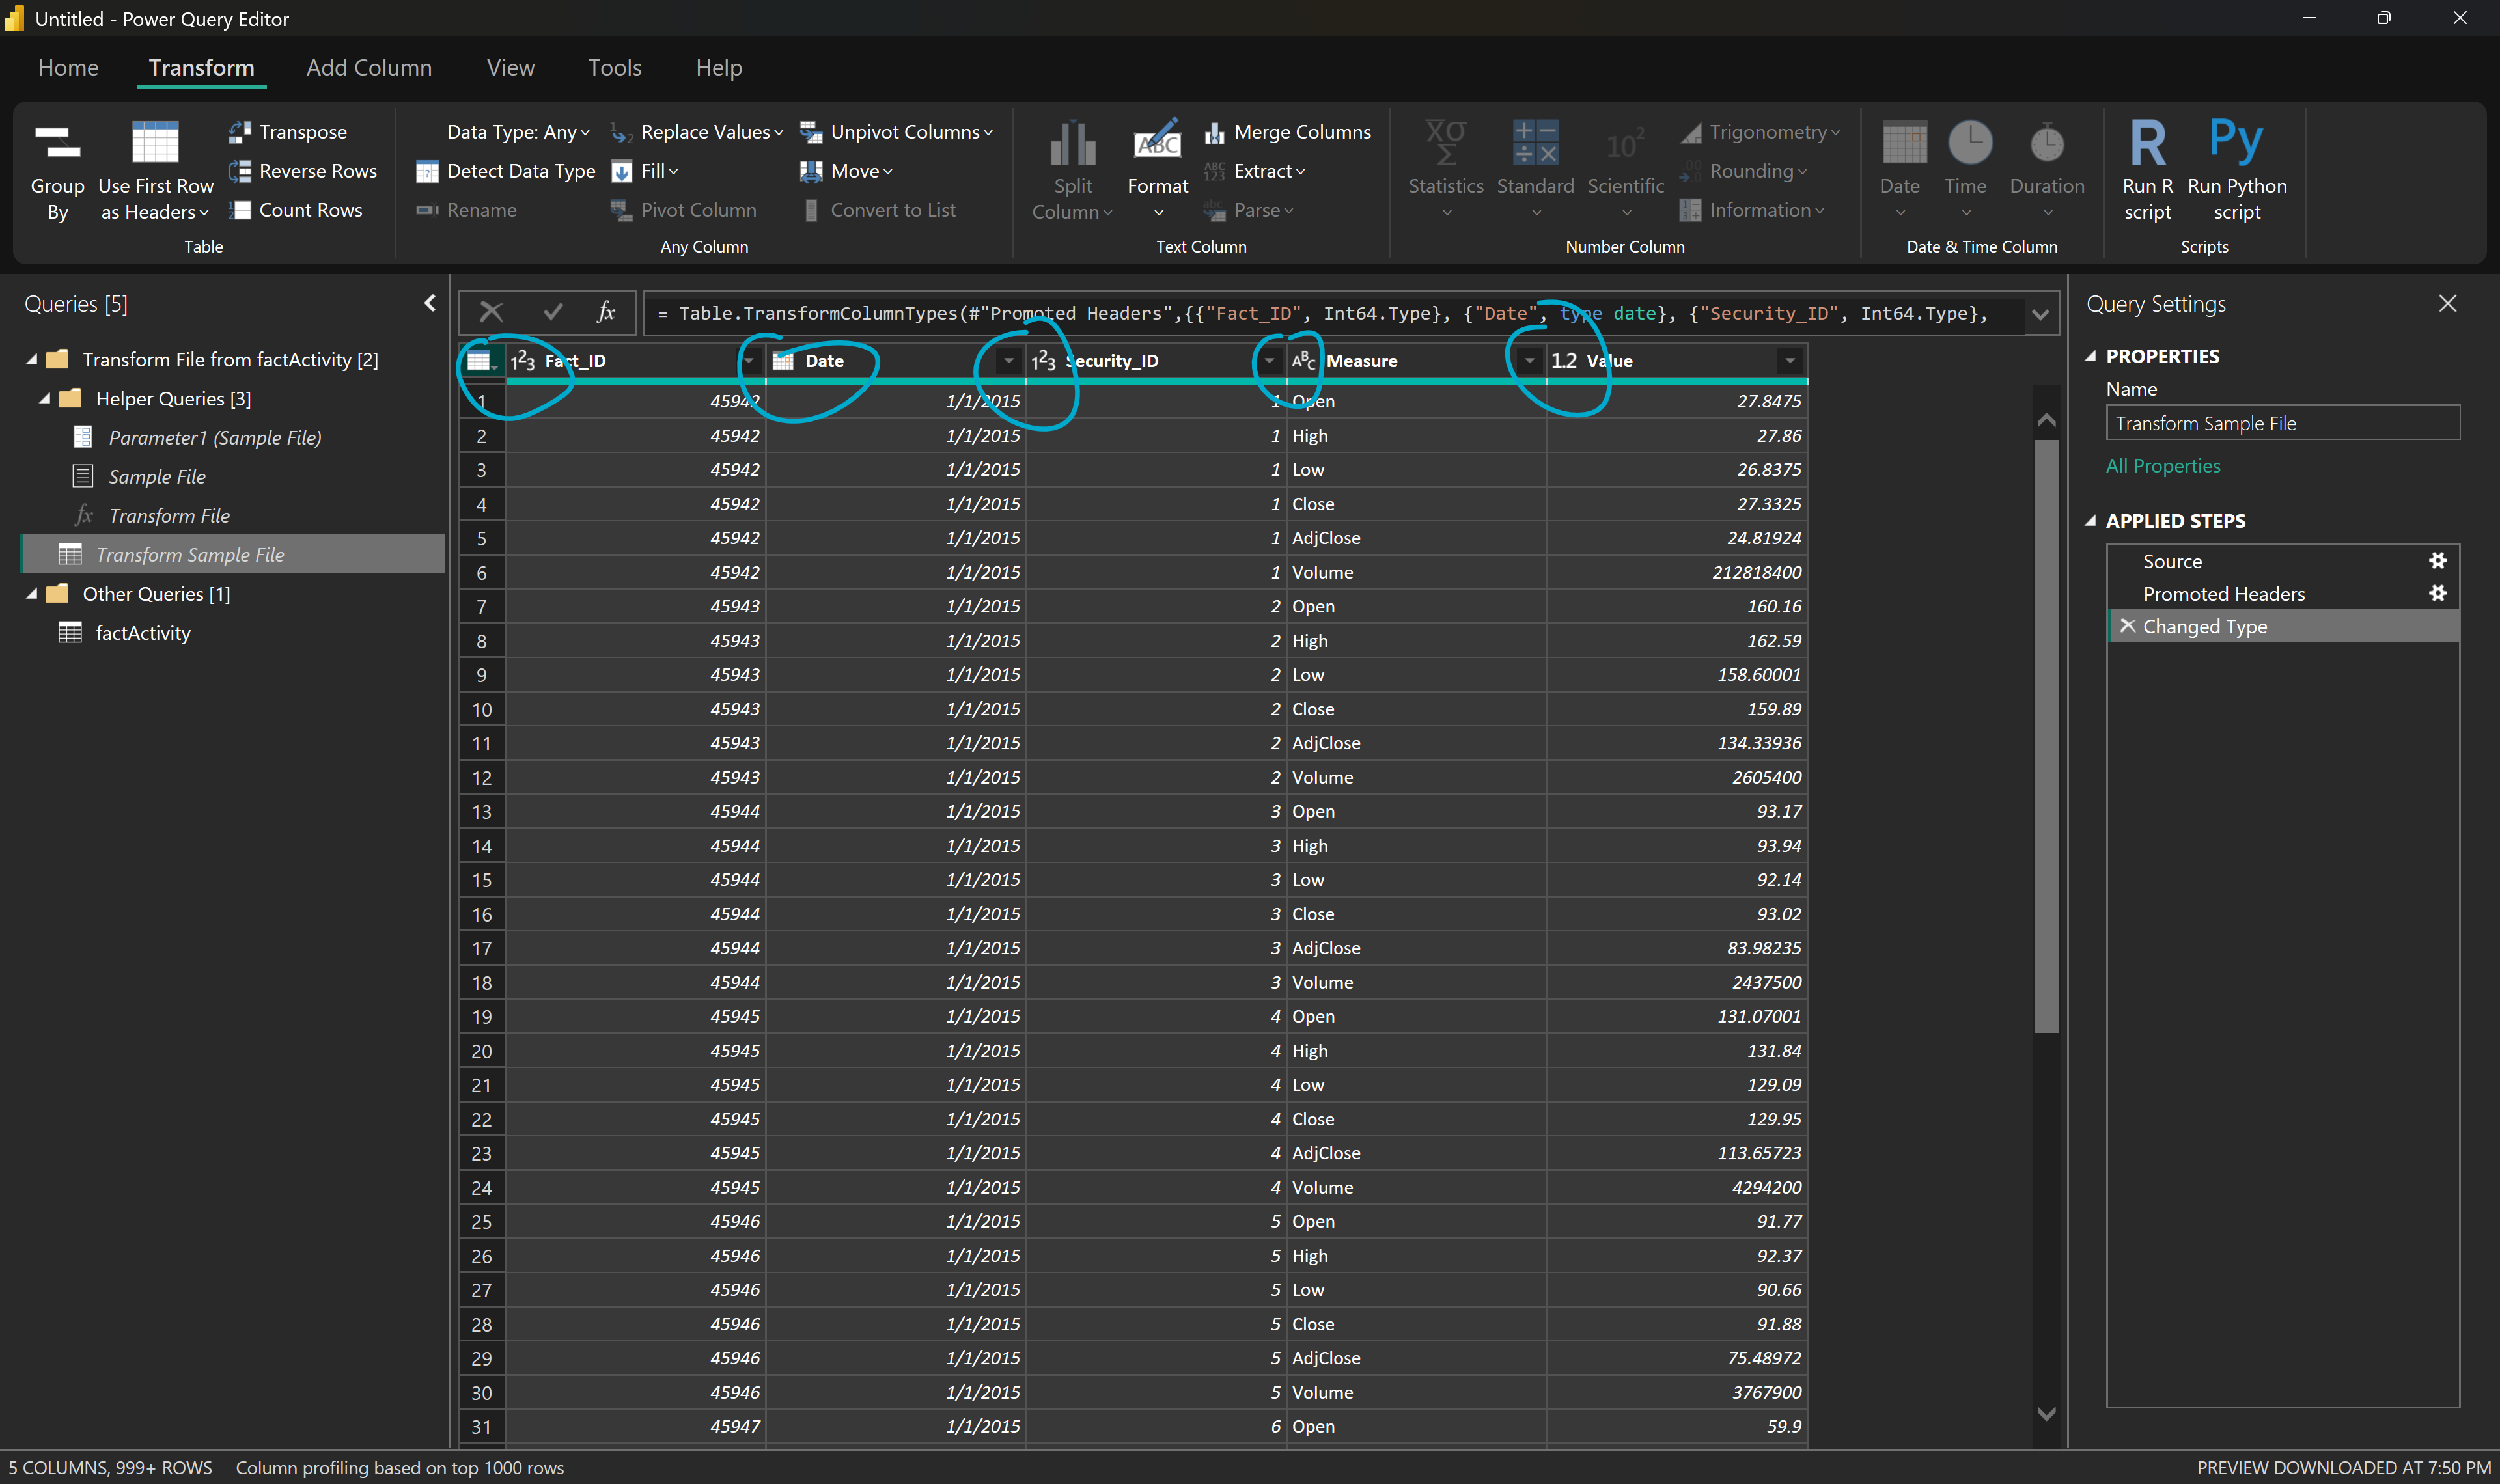 Untitled - Power Query Editor
Home Transform Add Column View Tools Help
Group By
Use First Row as Headers
Transpose
Reverse Rows
Count Rows
Table
Data Type: Any
Detect Data Type
Rename
Replace Values
Fill
Pivot Column
Unpivot Columns
Move
Convert to List
Any Column
Split Column
ABC
Format
Merge Columns
ABC 123 Extract
abc Parse
Text Column
XΣσ Statistics
Standard
10² Scientific
Trigonometry
.00 Rounding
Information
Number Column
Date
Time
Duration
Date & Time Column
R Run R script
Py Run Python script
Scripts
Queries [5]
Transform File from factActivity [2]
Helper Queries [3]
Parameter1 (Sample File)
Sample File
fx Transform File
Transform Sample File
Other Queries [1]
factActivity
fx = Table.TransformColumnTypes(#"Promoted Headers",{{"Fact_ID", Int64.Type}, {"Date", type date}, {"Security_ID", Int64.Type},
123 Fact_ID Date 123 Security_ID ABC Measure 1.2 Value
1 45942 1/1/2015 1 Open 27.8475
2 45942 1/1/2015 1 High 27.86
3 45942 1/1/2015 1 Low 26.8375
4 45942 1/1/2015 1 Close 27.3325
5 45942 1/1/2015 1 AdjClose 24.81924
6 45942 1/1/2015 1 Volume 212818400
7 45943 1/1/2015 2 Open 160.16
8 45943 1/1/2015 2 High 162.59
9 45943 1/1/2015 2 Low 158.60001
10 45943 1/1/2015 2 Close 159.89
11 45943 1/1/2015 2 AdjClose 134.33936
12 45943 1/1/2015 2 Volume 2605400
13 45944 1/1/2015 3 Open 93.17
14 45944 1/1/2015 3 High 93.94
15 45944 1/1/2015 3 Low 92.14
16 45944 1/1/2015 3 Close 93.02
17 45944 1/1/2015 3 AdjClose 83.98235
18 45944 1/1/2015 3 Volume 2437500
19 45945 1/1/2015 4 Open 131.07001
20 45945 1/1/2015 4 High 131.84
21 45945 1/1/2015 4 Low 129.09
22 45945 1/1/2015 4 Close 129.95
23 45945 1/1/2015 4 AdjClose 113.65723
24 45945 1/1/2015 4 Volume 4294200
25 45946 1/1/2015 5 Open 91.77
26 45946 1/1/2015 5 High 92.37
27 45946 1/1/2015 5 Low 90.66
28 45946 1/1/2015 5 Close 91.88
29 45946 1/1/2015 5 AdjClose 75.48972
30 45946 1/1/2015 5 Volume 3767900
31 45947 1/1/2015 6 Open 59.9
Query Settings
PROPERTIES
Name
Transform Sample File
All Properties
APPLIED STEPS
Source
Promoted Headers
Changed Type
5 COLUMNS, 999+ ROWS Column profiling based on top 1000 rows
PREVIEW DOWNLOADED AT 7:50 PM